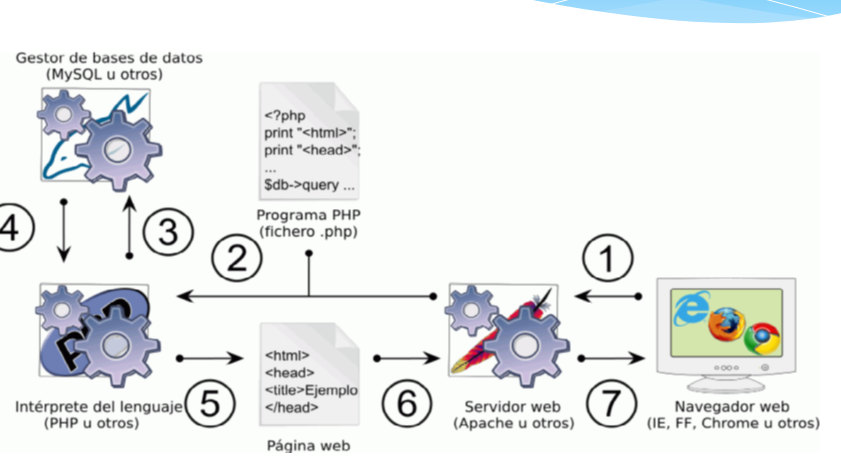 Gestor de bases de datos
(MySQL u otros)
<?php
print "<html>";
print "<head>";
...
$db->query ...
Programa PHP
(fichero .php)
4
3
2
1
PHP
<html>
<head>
<title>Ejemplo
</head>
Intérprete del lenguaje
(PHP u otros)
5
6
Servidor web
(Apache u otros)
7
Navegador web
(IE, FF, Chrome u otros)
Página web